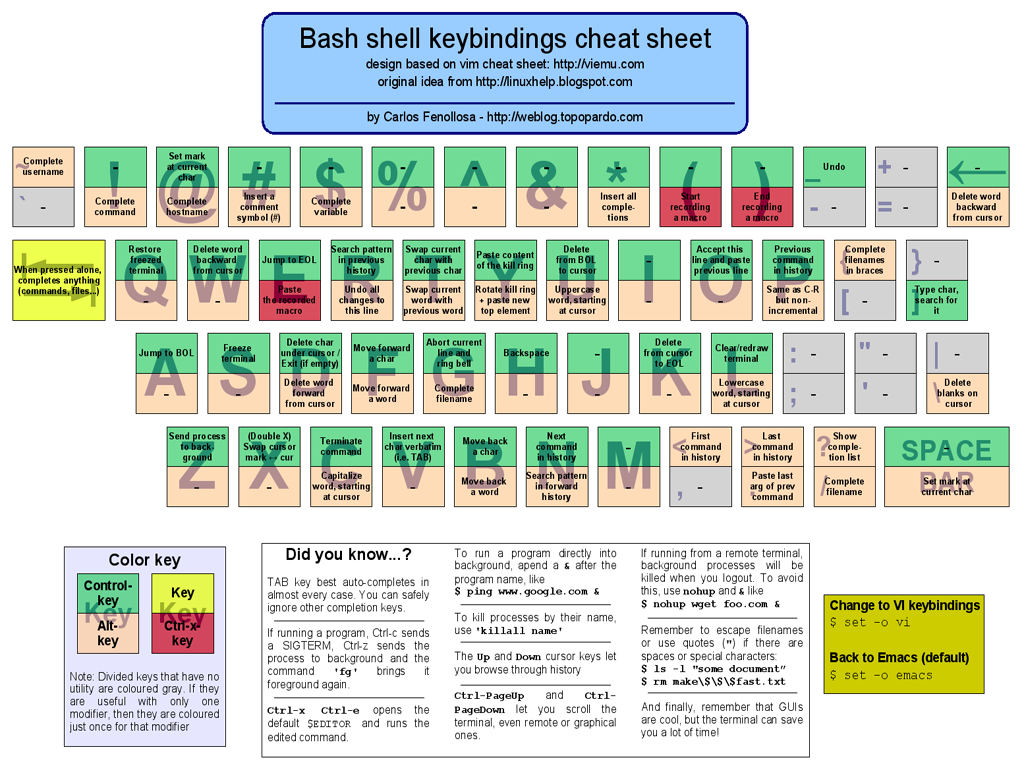 Bash shell keybindings cheat sheet
design based on vim cheat sheet: http://viemu.com
original idea from http://linuxhelp.blogspot.com
by Carlos Fenollosa - http://weblog.topopardo.com
~
Complete
username
`
-
!
-
Complete
command
@
Set mark
at current
char
Complete
hostname
#
-
Insert a
comment
symbol (#)
$
-
Complete
variable
%
-
-
^
-
-
&
-
-
*
-
Insert all
comple-
tions
(
-
Start
recording
a macro
)
-
End
recording
a macro
_
Undo
-
-
+
-
=
-
←
-
Delete word
backward
from cursor
When pressed alone,
completes anything
(commands, files...)
Q
Restore
freezed
terminal
-
W
Delete word
backward
from cursor
-
E
Jump to EOL
Paste
the recorded
macro
R
Search pattern
in previous
history
Undo all
changes to
this line
T
Swap current
char with
previous char
Swap current
word with
previous word
Y
Paste content
of the kill ring
Rotate kill ring
+ paste new
top element
U
Delete
from BOL
to cursor
Uppercase
word, starting
at cursor
I
-
-
O
Accept this
line and paste
previous line
-
P
Previous
command
in history
Same as C-R
but non-
incremental
{
Complete
filenames
in braces
[
-
}
-
]
Type char,
search for
it
A
Jump to BOL
-
S
Freeze
terminal
-
D
Delete char
under cursor /
Exit (if empty)
Delete word
forward
from cursor
F
Move forward
a char
Move forward
a word
G
Abort current
line and
ring bell
Complete
filename
H
Backspace
-
J
-
-
K
Delete
from cursor
to EOL
-
L
Clear/redraw
terminal
Lowercase
word, starting
at cursor
:
-
;
-
"
-
'
-
|
-
\
Delete
blanks on
cursor
Z
Send process
to back-
ground
-
X
(Double X)
Swap cursor
mark ↔ cur
-
C
Terminate
command
Capitalize
word, starting
at cursor
V
Insert next
char verbatim
(i.e, TAB)
-
B
Move back
a char
Move back
a word
N
Next
command
in history
Search pattern
in forward
history
M
-
-
<
First
command
in history
,
-
>
Last
command
in history
.
Paste last
arg of prev
command
?
Show
comple-
tion list
/
Complete
filename
SPACE
BAR
-
Set mark at
current char
Color key
Control-
key
Alt-
key
Key
Key
Ctrl-x-
key
Key
Note: Divided keys that have no
utility are coloured gray. If they
are useful with only one
modifier, then they are coloured
just once for that modifier
Did you know...?
TAB key best auto-completes in
almost every case. You can safely
ignore other completion keys.
If running a program, Ctrl-c sends
a SIGTERM, Ctrl-z sends the
process to background and the
command 'fg' brings it
foreground again.
Ctrl-x Ctrl-e opens the
default $EDITOR and runs the
edited command.
To run a program directly into
background, apend a & after the
program name, like
$ ping www.google.com &
To kill processes by their name,
use 'killall name'
The Up and Down cursor keys let
you browse through history
Ctrl-PageUp and Ctrl-
PageDown let you scroll the
terminal, even remote or graphical
ones.
If running from a remote terminal,
background processes will be
killed when you logout. To avoid
this, use nohup and & like
$ nohup wget foo.com &
Remember to escape filenames
or use quotes (") if there are
spaces or special characters:
$ ls -l "some document"
$ rm make\$\$\$fast.txt
And finally, remember that GUIs
are cool, but the terminal can save
you a lot of time!
Change to VI keybindings
$ set -o vi
Back to Emacs (default)
$ set -o emacs